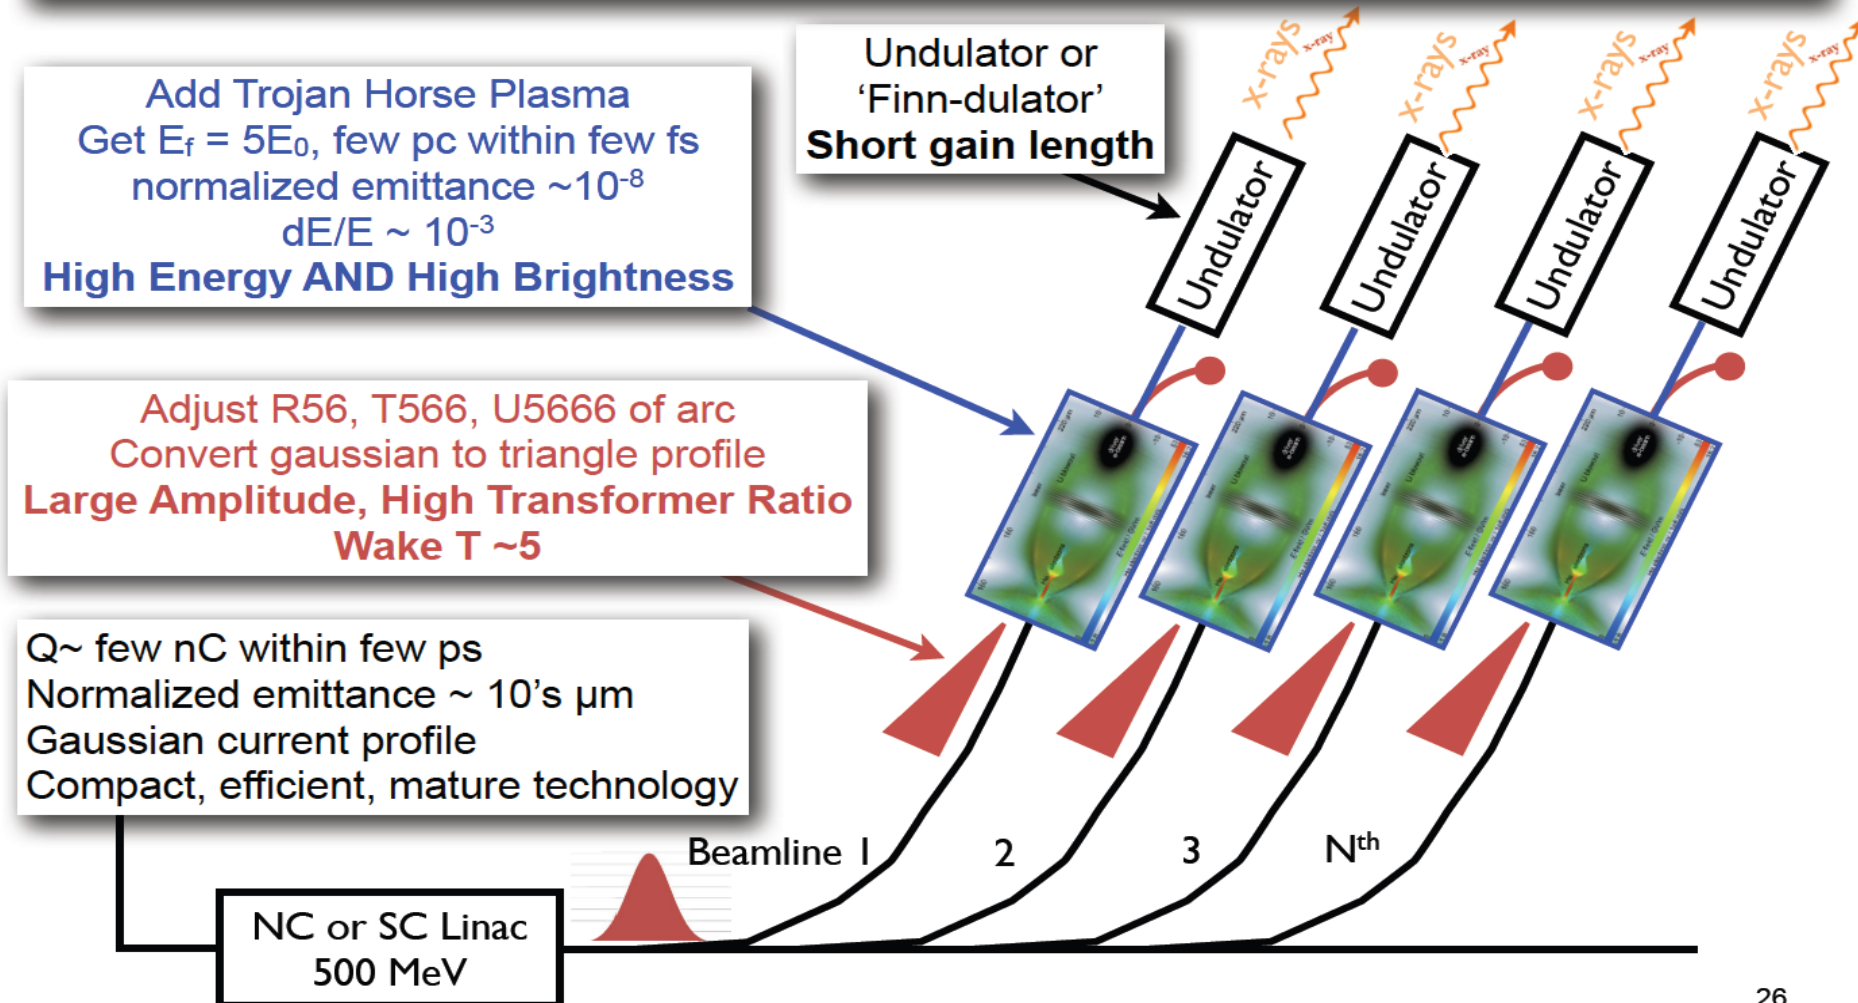 Add Trojan Horse Plasma
Get Ef = 5E0, few pc within few fs
normalized emittance ~10-8
dE/E ~ 10-3
High Energy AND High Brightness
Undulator or
‘Finn-dulator’
Short gain length
x-rays
x-ray
x-rays
x-ray
x-rays
x-ray
x-rays
x-ray
Undulator
Undulator
Undulator
Undulator
Adjust R56, T566, U5666 of arc
Convert gaussian to triangle profile
Large Amplitude, High Transformer Ratio
Wake T ~5
Q~ few nC within few ps
Normalized emittance ~ 10’s µm
Gaussian current profile
Compact, efficient, mature technology
Beamline 1
2
3
Nth
NC or SC Linac
500 MeV
26